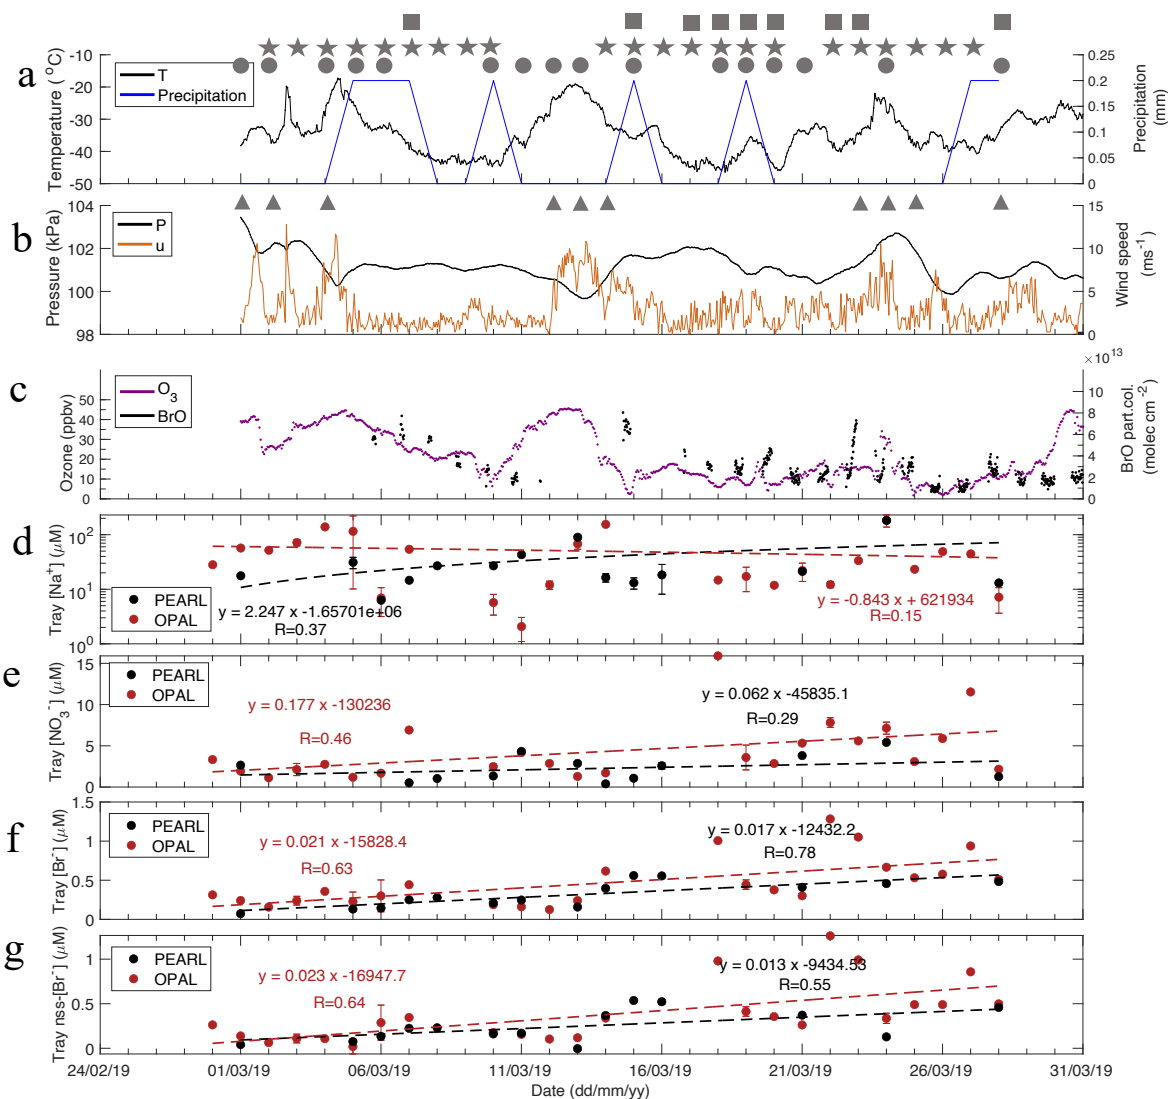 a
Temperature ( °C)
-10
-20
-30
-40
-50
T
Precipitation
0.25
0.2
0.15
0.1
0.05
0
Precipitation
(mm)
b
Pressure (kPa)
104
102
100
98
P
u
15
10
5
0
Wind speed
(ms-1)
c
Ozone (ppbv)
50
40
30
20
10
0
O3
BrO
× 10 13
10
8
6
4
2
0
BrO part.col.
(molec cm-2)
d
Tray [Na+] (μM)
10 2
10 1
10 0
PEARL
OPAL
y = 2.247 x -1.65701e+06
R=0.37
y = -0.843 x + 621934
R=0.15
e
Tray [NO3-] (μM)
15
10
5
0
PEARL
OPAL
y = 0.177 x -130236
R=0.46
y = 0.062 x -45835.1
R=0.29
f
Tray [Br-] (μM)
1.5
1
0.5
0
PEARL
OPAL
y = 0.021 x -15828.4
R=0.63
y = 0.017 x -12432.2
R=0.78
g
Tray nss-[Br-] (μM)
1
0.5
0
PEARL
OPAL
y = 0.023 x -16947.7
R=0.64
y = 0.013 x -9434.53
R=0.55
24/02/19 01/03/19 06/03/19 11/03/19 16/03/19 21/03/19 26/03/19 31/03/19
Date (dd/mm/yy)